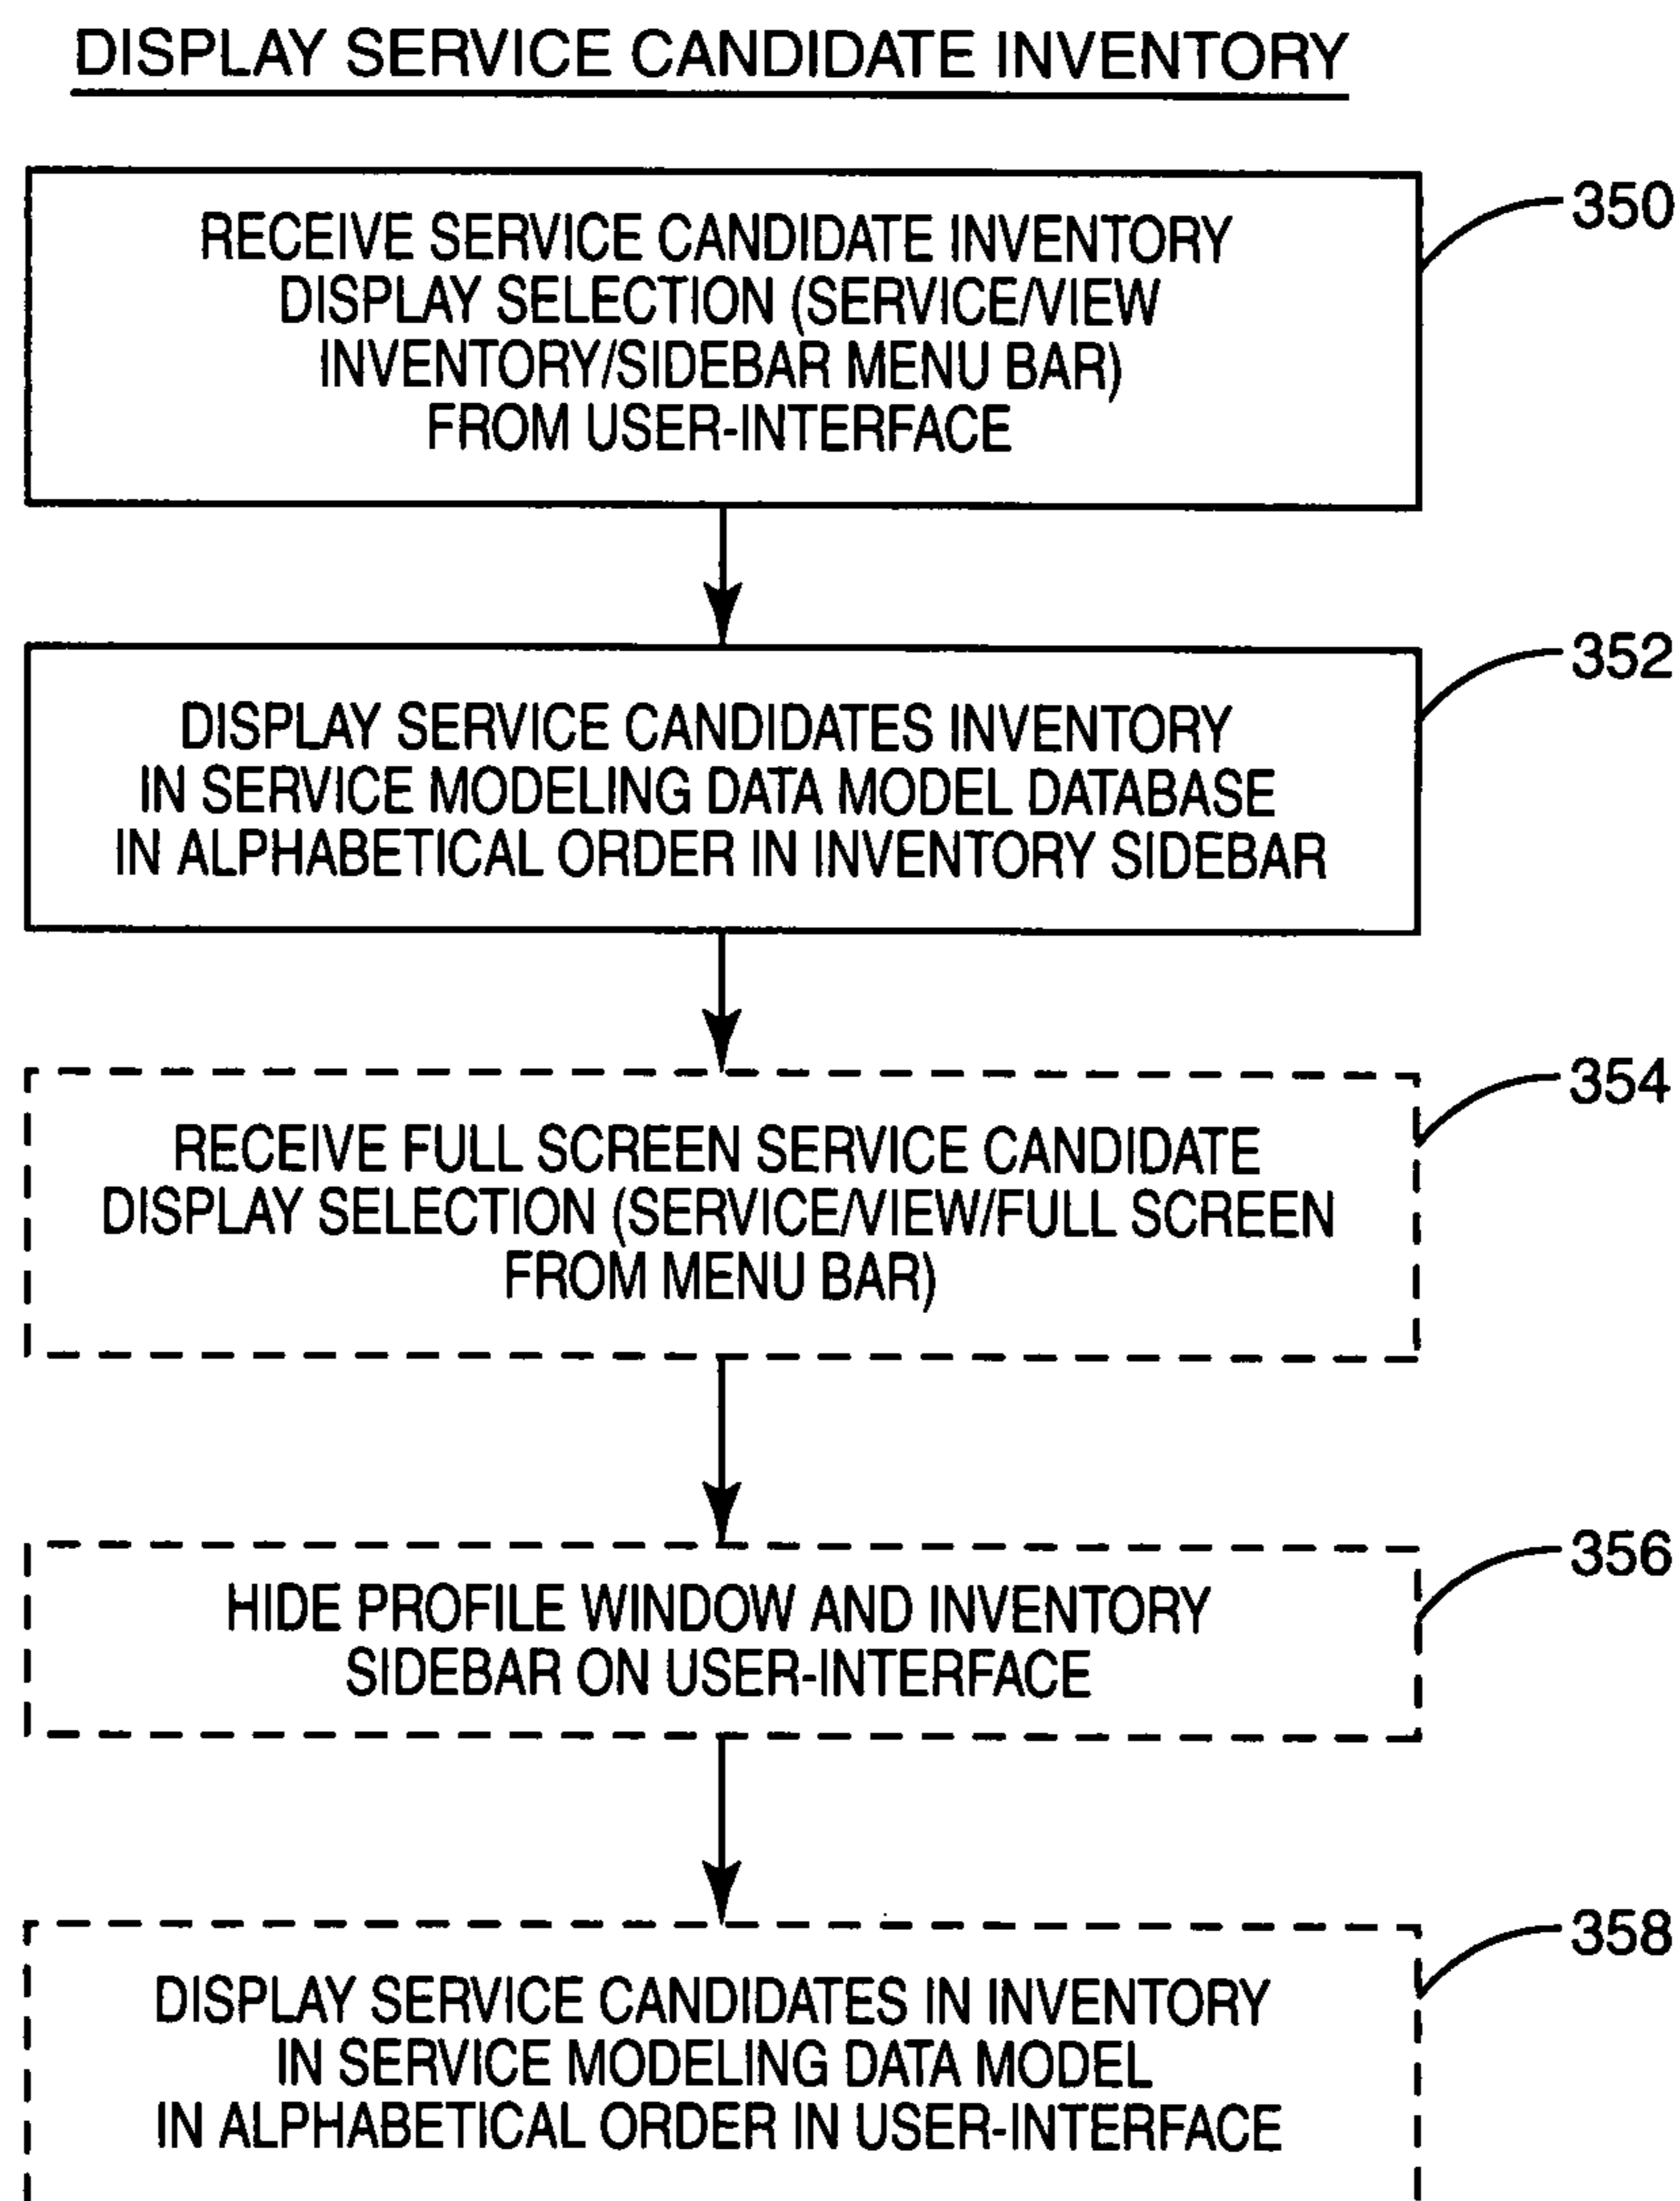 DISPLAY SERVICE CANDIDATE INVENTORY
RECEIVE SERVICE CANDIDATE INVENTORY
DISPLAY SELECTION (SERVICE/VIEW
INVENTORY/SIDEBAR MENU BAR)
FROM USER-INTERFACE
350
DISPLAY SERVICE CANDIDATES INVENTORY
IN SERVICE MODELING DATA MODEL DATABASE
IN ALPHABETICAL ORDER IN INVENTORY SIDEBAR
352
RECEIVE FULL SCREEN SERVICE CANDIDATE
DISPLAY SELECTION (SERVICE/VIEW/FULL SCREEN
FROM MENU BAR)
354
HIDE PROFILE WINDOW AND INVENTORY
SIDEBAR ON USER-INTERFACE
356
DISPLAY SERVICE CANDIDATES IN INVENTORY
IN SERVICE MODELING DATA MODEL
IN ALPHABETICAL ORDER IN USER-INTERFACE
358